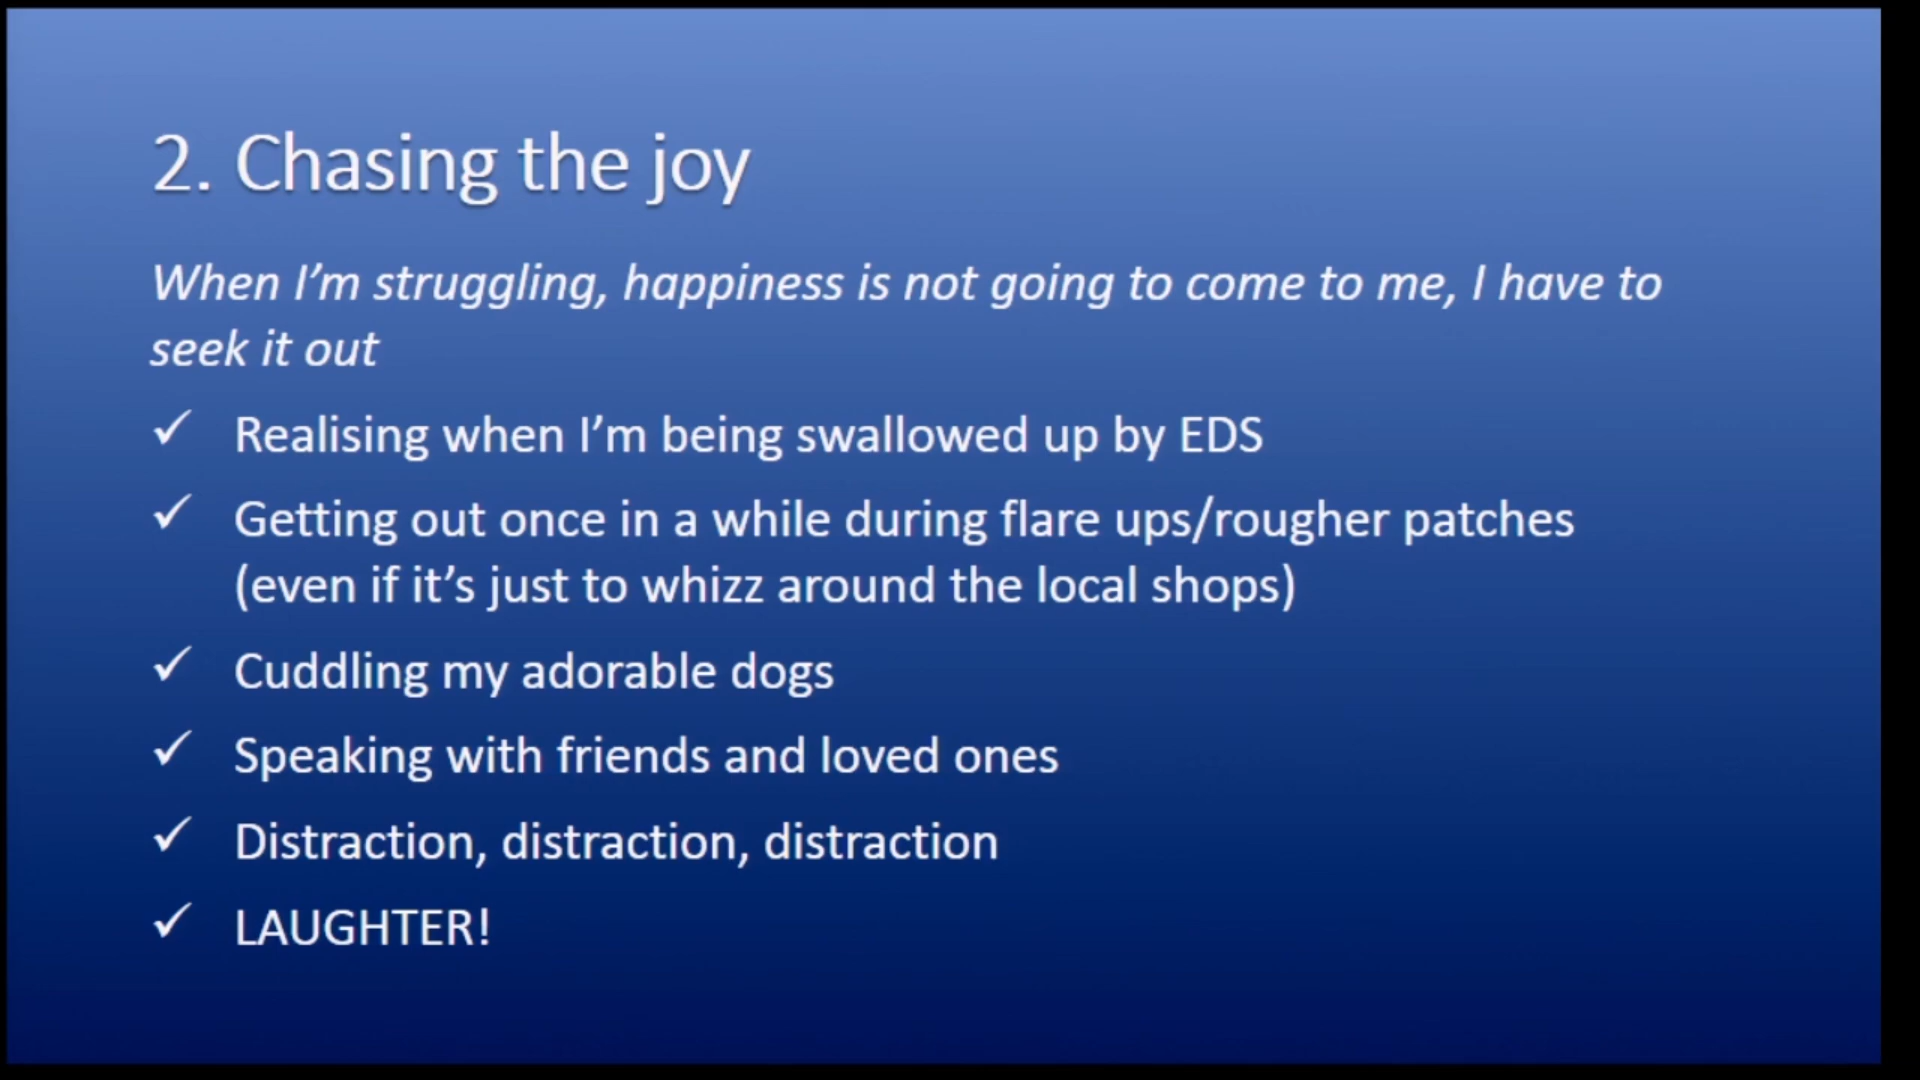 2. Chasing the joy
When I'm struggling, happiness is not going to come to me, I have to
seek it out
✓ Realising when I'm being swallowed up by EDS
✓ Getting out once in a while during flare ups/rougher patches
(even if it's just to whizz around the local shops)
✓ Cuddling my adorable dogs
✓ Speaking with friends and loved ones
✓ Distraction, distraction, distraction
✓ LAUGHTER!